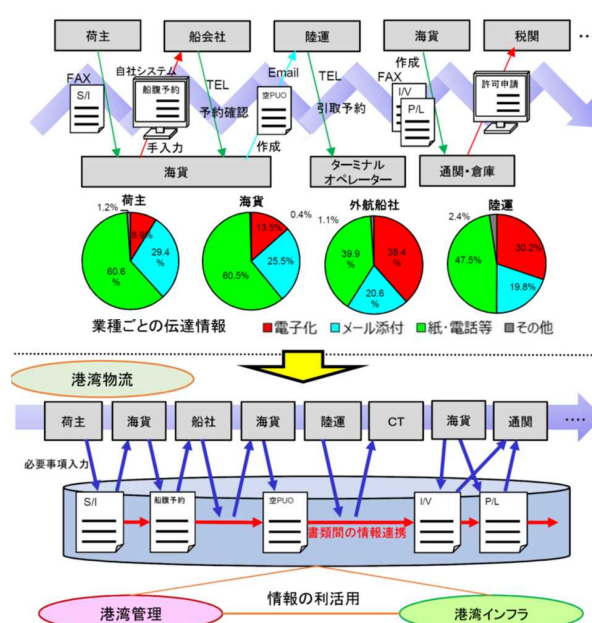 荷主
船会社
陸運
海貨
税関
…
FAX
S/I
自社システム
船腹予約
手入力
TEL
予約確認
Email
空PUO
作成
TEL
引取予約
作成
FAX
I/V
P/L
許可申請
海貨
ターミナル
オペレーター
通関・倉庫
荷主
海貨
外航船社
陸運
1.2%
29.4
%
60.6
%
13.5%
0.4%
25.5%
60.5%
1.1%
38.4
%
39.9
%
20.6
%
2.4%
30.2%
47.5%
19.8%
業種ごとの伝達情報
電子化
メール添付
紙・電話等
その他
港湾物流
荷主
海貨
船社
海貨
陸運
CT
海貨
通関
‥‥
必要事項入力
S/I
船腹予約
空PUO
I/V
P/L
書類間の情報連携
情報の利活用
港湾管理
港湾インフラ